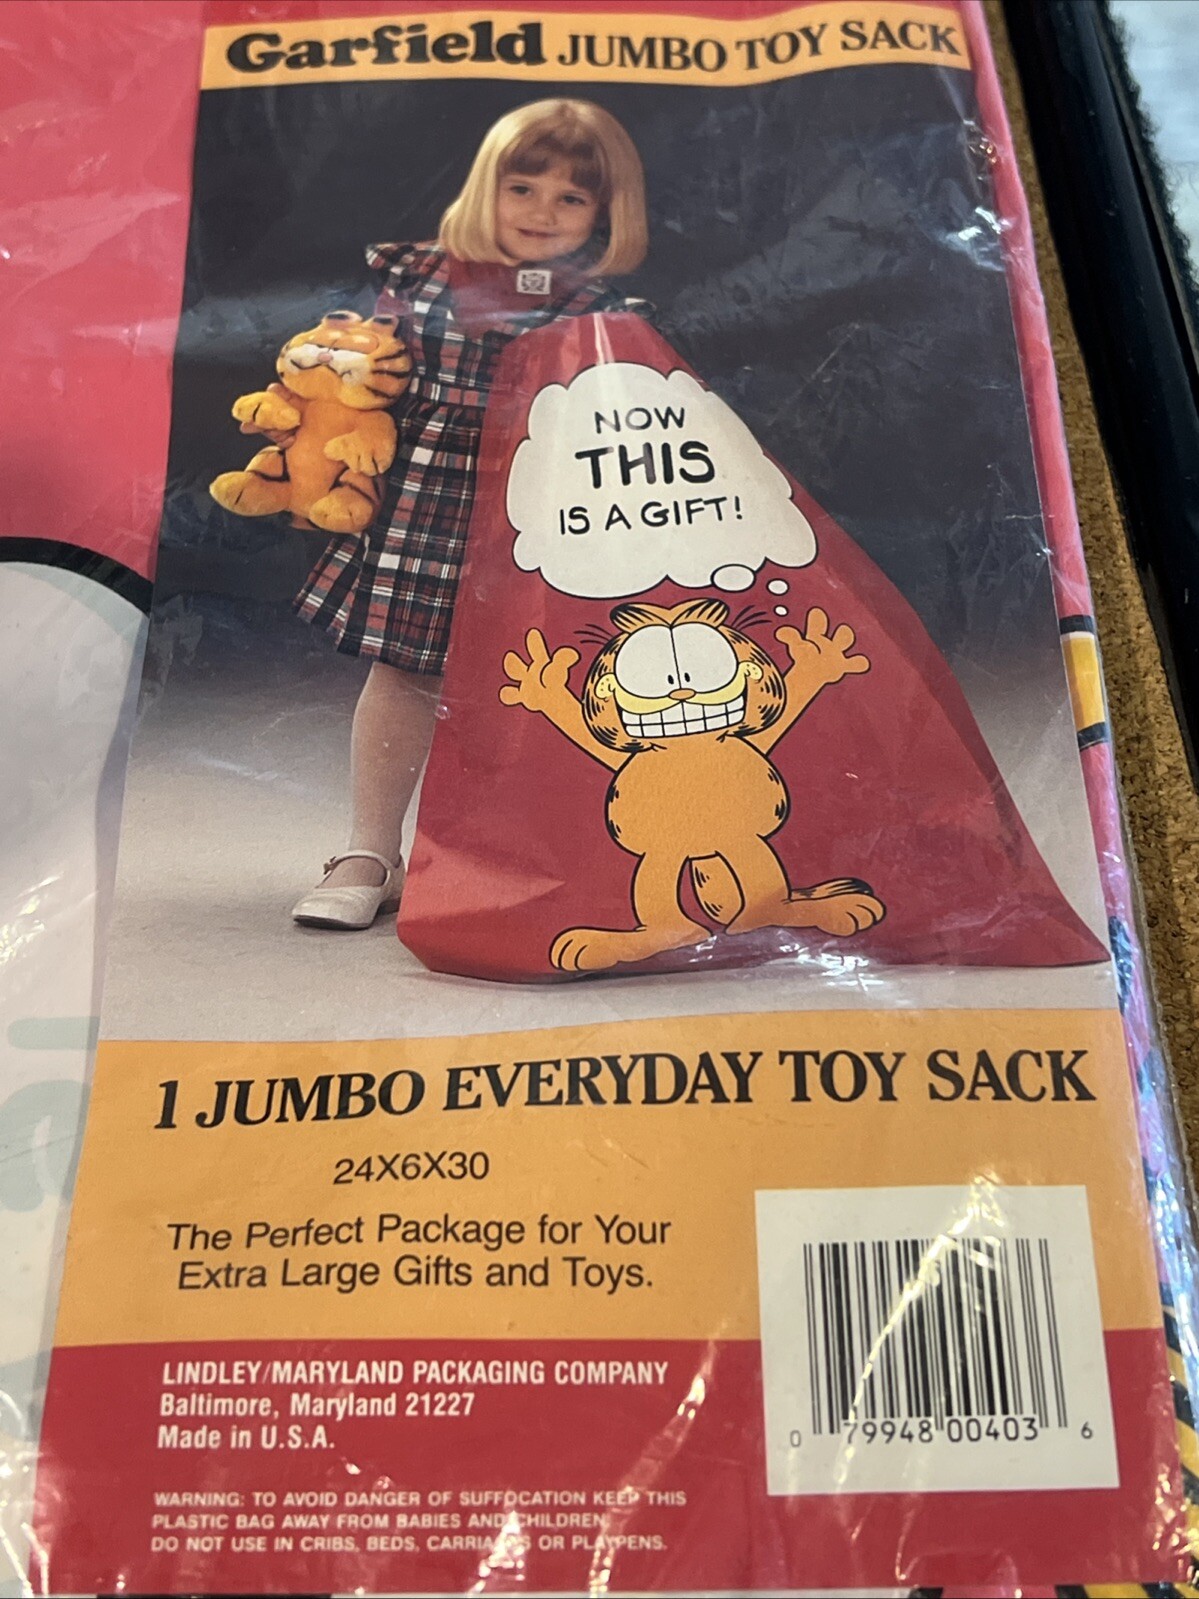 Garfield JUMBO TOY SACK
NOW
THIS
IS A GIFT!
1 JUMBO EVERYDAY TOY SACK
24X6X30
The Perfect Package for Your
Extra Large Gifts and Toys.
LINDLEY/MARYLAND PACKAGING COMPANY
Baltimore, Maryland 21227
Made in U.S.A.
WARNING: TO AVOID DANGER OF SUFFOCATION KEEP THIS
PLASTIC BAG AWAY FROM BABIES AND CHILDREN.
DO NOT USE IN CRIBS, BEDS, CARRIAGES OR PLAYPENS.
0 79948 00403 6